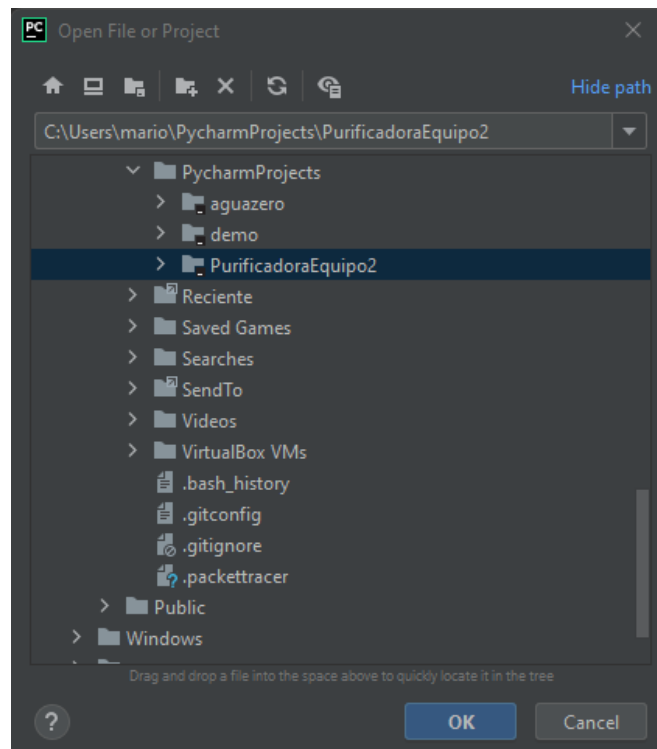 PC Open File or Project
Hide path
C:\Users\mario\PycharmProjects\PurificadoraEquipo2
PycharmProjects
aguazero
demo
PurificadoraEquipo2
Reciente
Saved Games
Searches
SendTo
Videos
VirtualBox VMs
.bash_history
.gitconfig
.gitignore
.packettracer
Public
Windows
Drag and drop a file into the space above to quickly locate it in the tree
? OK Cancel